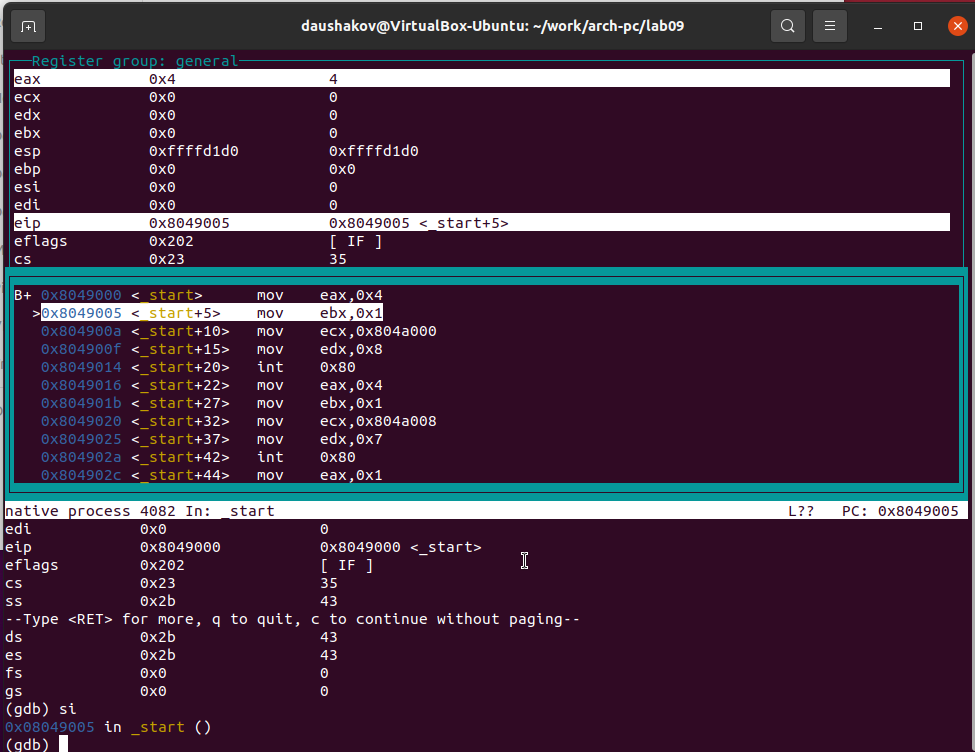 daushakov@VirtualBox-Ubuntu: ~/work/arch-pc/lab09
Register group: general
eax 0x4 4
ecx 0x0 0
edx 0x0 0
ebx 0x0 0
esp 0xffffd1d0 0xffffd1d0
ebp 0x0 0x0
esi 0x0 0
edi 0x0 0
eip 0x8049005 0x8049005 <_start+5>
eflags 0x202 [ IF ]
cs 0x23 35
B+ 0x8049000 <_start> mov eax,0x4
>0x8049005 <_start+5> mov ebx,0x1
0x804900a <_start+10> mov ecx,0x804a000
0x804900f <_start+15> mov edx,0x8
0x8049014 <_start+20> int 0x80
0x8049016 <_start+22> mov eax,0x4
0x804901b <_start+27> mov ebx,0x1
0x8049020 <_start+32> mov ecx,0x804a008
0x8049025 <_start+37> mov edx,0x7
0x804902a <_start+42> int 0x80
0x804902c <_start+44> mov eax,0x1
native process 4082 In: _start L?? PC: 0x8049005
edi 0x0 0
eip 0x8049000 0x8049000 <_start>
eflags 0x202 [ IF ]
cs 0x23 35
ss 0x2b 43
--Type <RET> for more, q to quit, c to continue without paging--
ds 0x2b 43
es 0x2b 43
fs 0x0 0
gs 0x0 0
(gdb) si
0x08049005 in _start ()
(gdb)